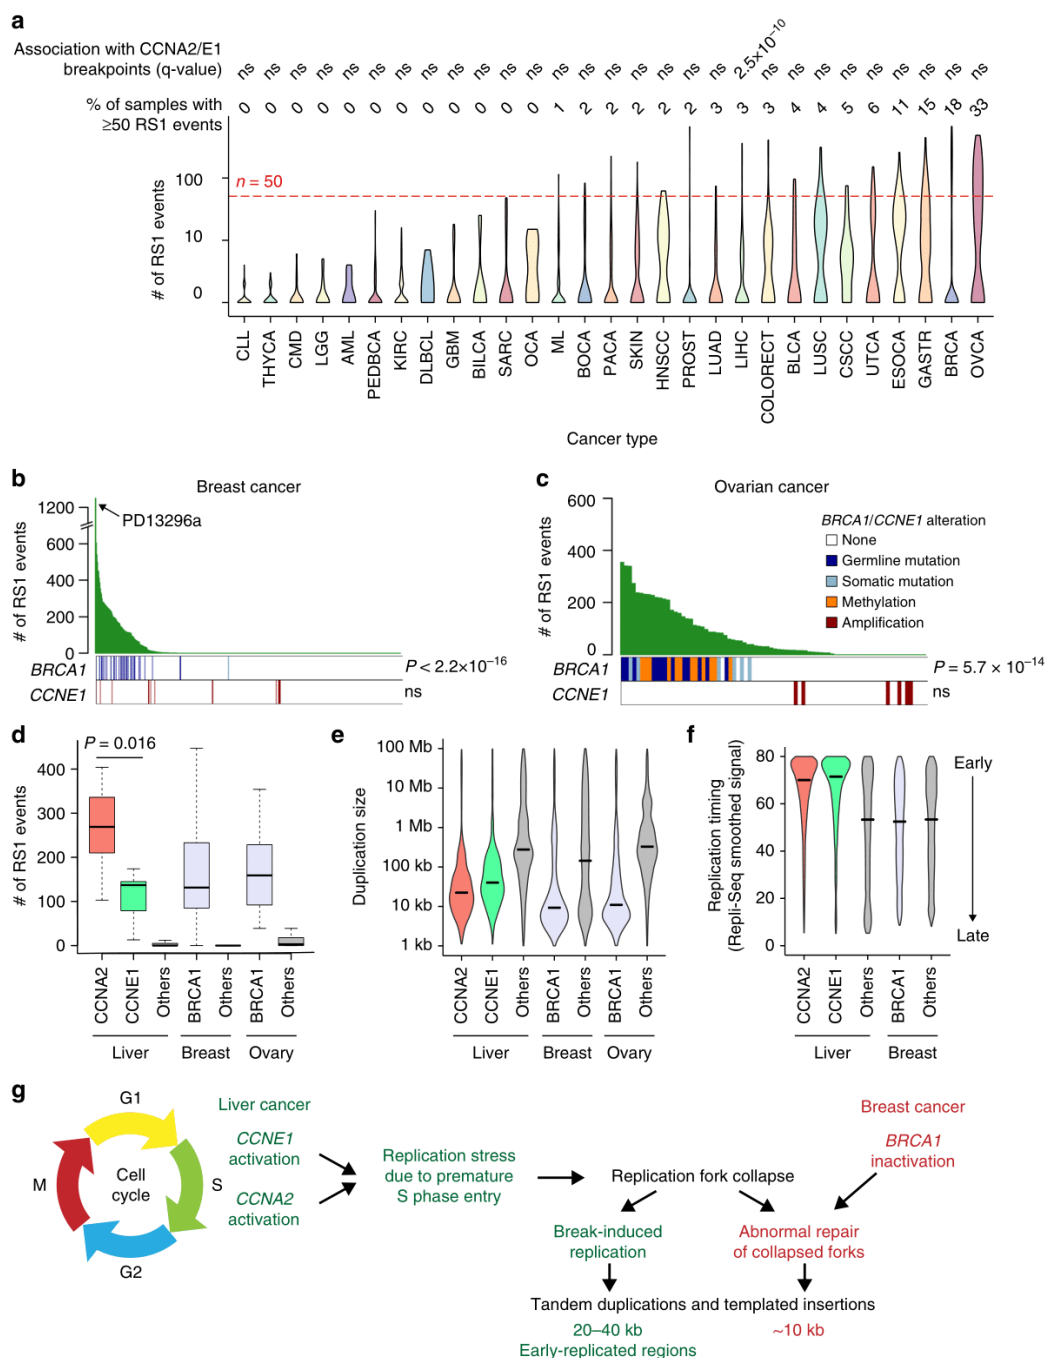 a
Association with CCNA2/E1
breakpoints (q-value)
ns ns ns ns ns ns ns ns ns ns ns ns ns ns ns ns ns ns ns 2.5×10⁻¹⁰ ns ns ns ns ns ns ns ns ns
% of samples with
≥50 RS1 events
0 0 0 0 0 0 0 0 0 0 0 0 1 2 2 2 2 2 3 3 3 4 4 5 6 11 15 18 33
# of RS1 events
100
10
0
n = 50
CLL THYCA CMD LGG AML PEDBCA KIRC DLBCL GBM BILCA SARC OCA ML BOCA PACA SKIN HNSCC PROST LUAD LIHC COLORECT BLCA LUSC CSCC UTCA ESOCA GASTR BRCA OVCA
Cancer type
b
Breast cancer
# of RS1 events
1200
600
400
200
0
PD13296a
BRCA1
P < 2.2×10⁻¹⁶
CCNE1
ns
c
Ovarian cancer
# of RS1 events
600
400
200
0
BRCA1/CCNE1 alteration
None
Germline mutation
Somatic mutation
Methylation
Amplification
BRCA1
P = 5.7 × 10⁻¹⁴
CCNE1
ns
d
P = 0.016
# of RS1 events
400
300
200
100
0
CCNA2 CCNE1 Others BRCA1 Others BRCA1 Others
Liver Breast Ovary
e
Duplication size
100 Mb
10 Mb
1 Mb
100 kb
10 kb
1 kb
CCNA2 CCNE1 Others BRCA1 Others BRCA1 Others
Liver Breast Ovary
f
Replication timing
(Repli-Seq smoothed signal)
80
60
40
20
0
Early
Late
CCNA2 CCNE1 Others BRCA1 Others
Liver Breast
g
G1
S
G2
M
Cell
cycle
Liver cancer
CCNE1
activation
CCNA2
activation
Replication stress
due to premature
S phase entry
Replication fork collapse
Breast cancer
BRCA1
inactivation
Break-induced
replication
Abnormal repair
of collapsed forks
Tandem duplications and templated insertions
20–40 kb
Early-replicated regions
~10 kb